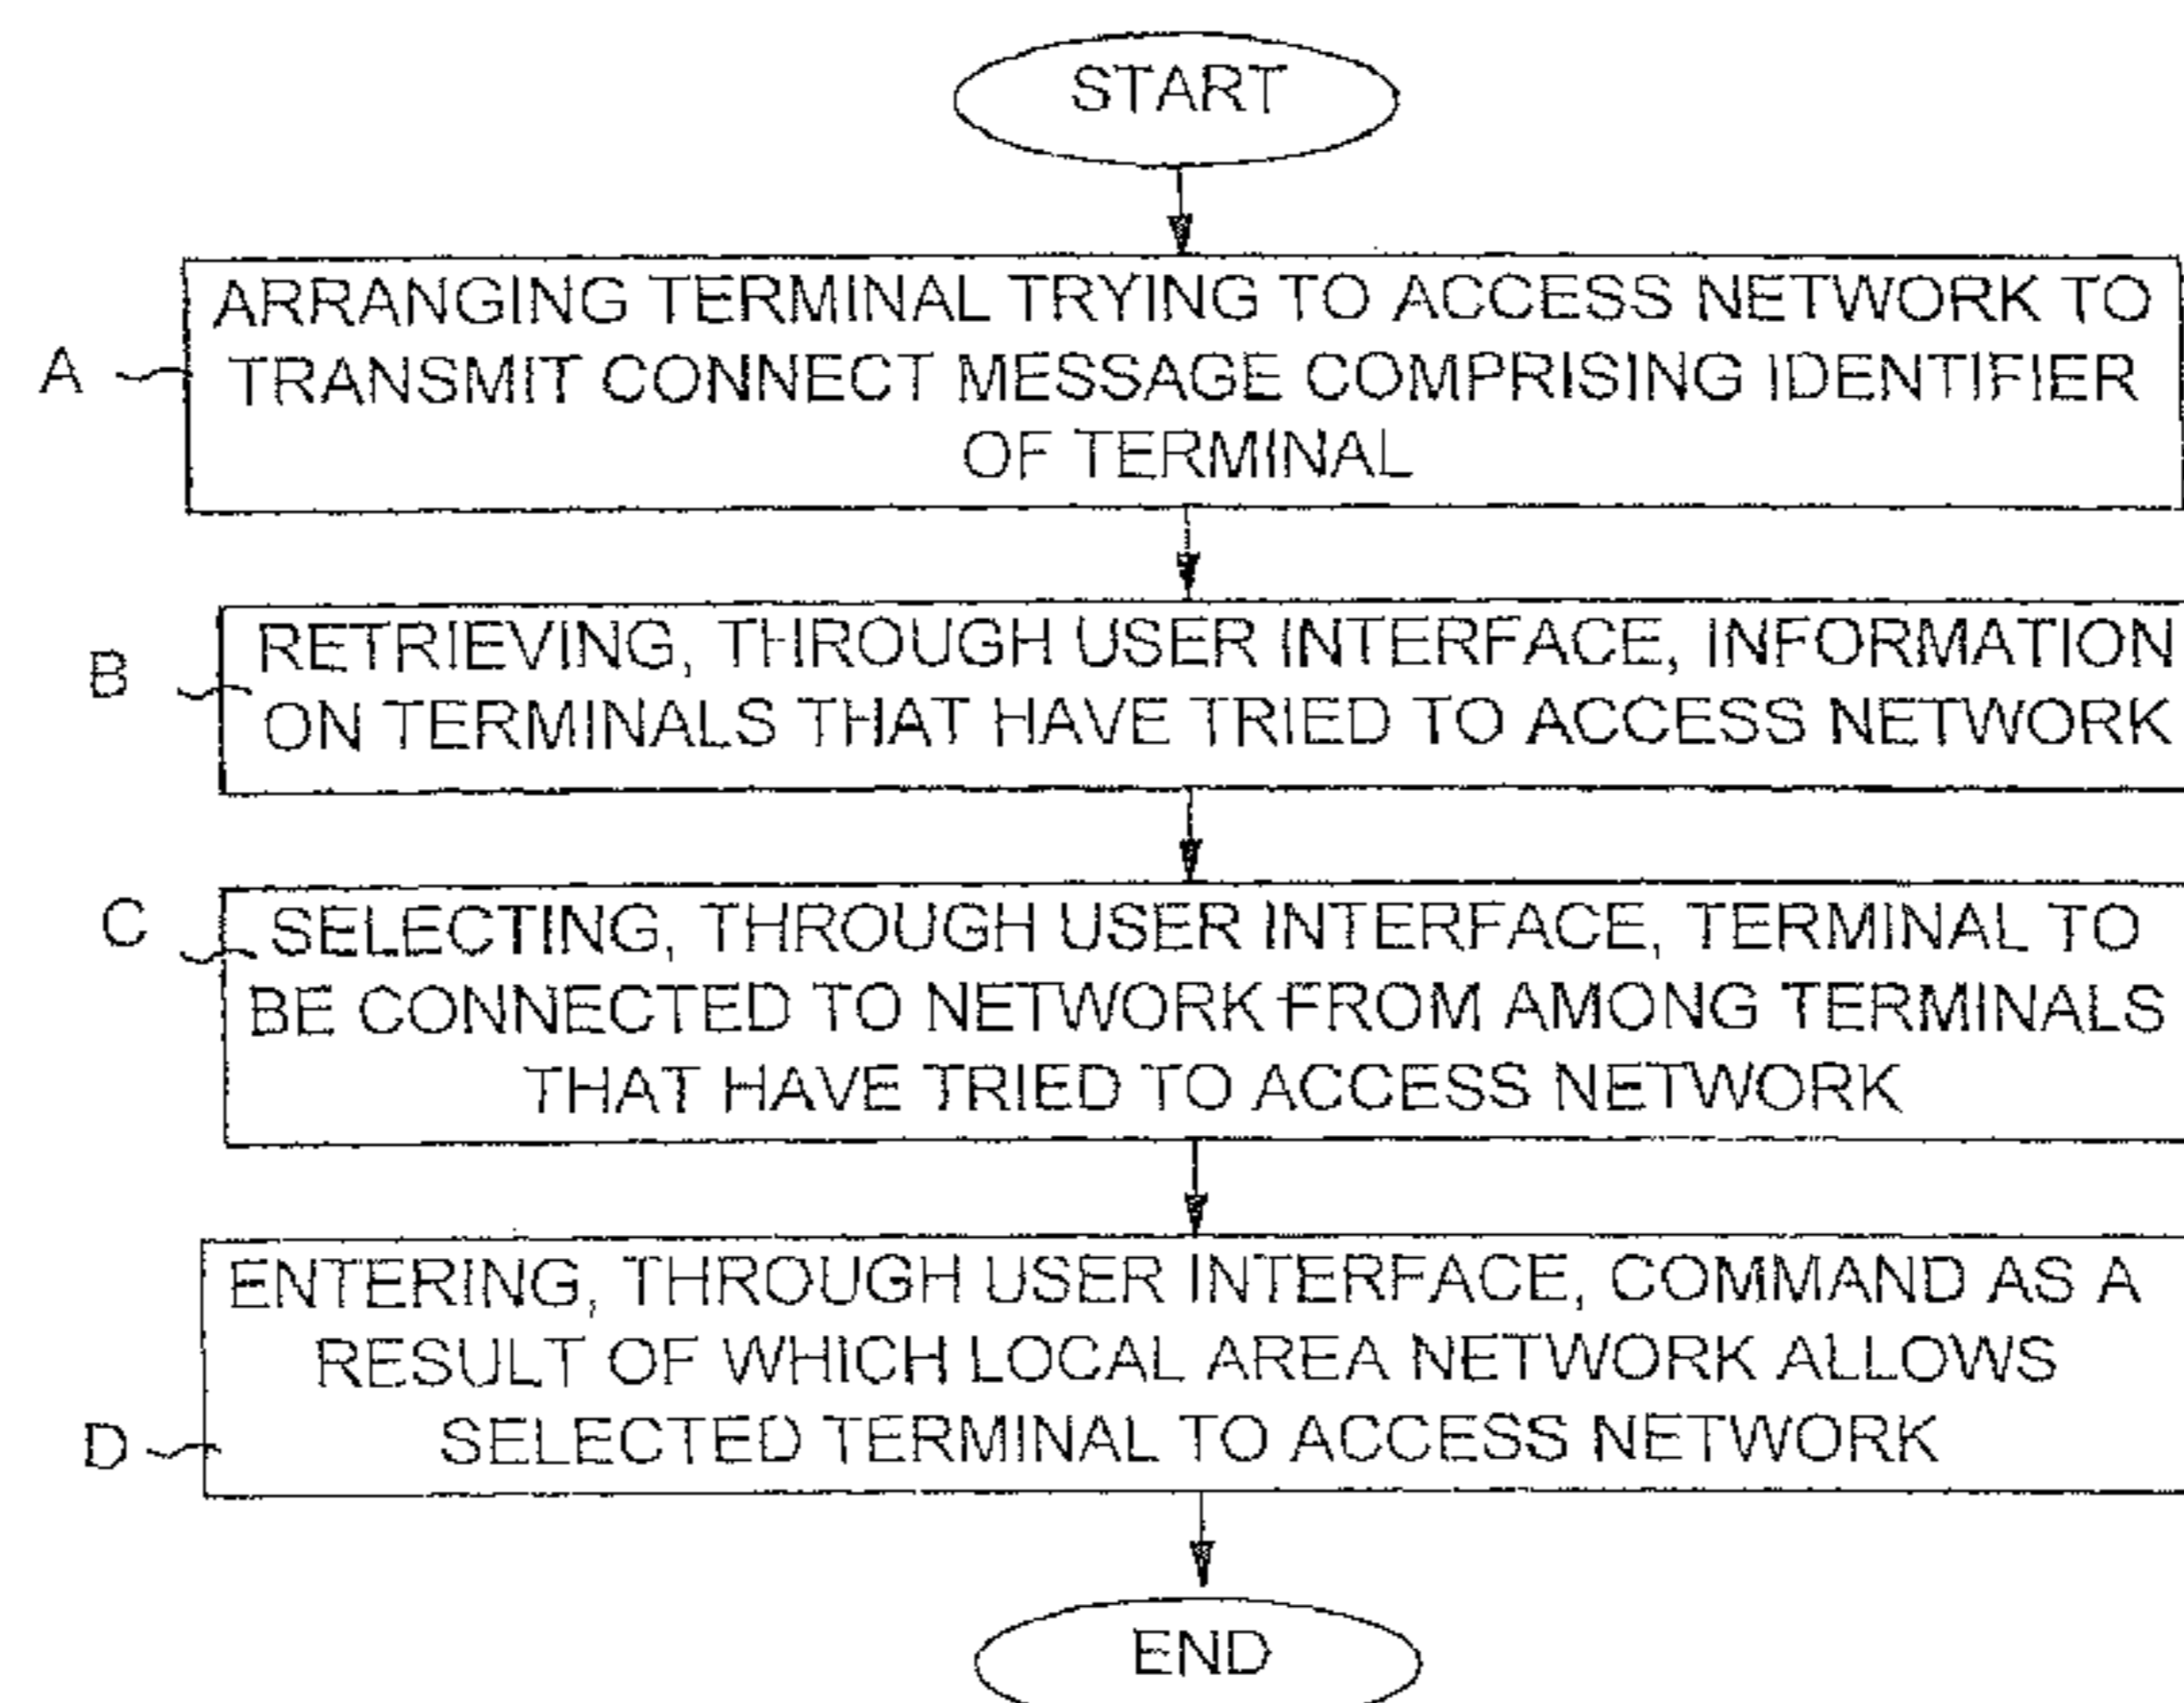 START
ARRANGING TERMINAL TRYING TO ACCESS NETWORK TO
TRANSMIT CONNECT MESSAGE COMPRISING IDENTIFIER
OF TERMINAL
A
RETRIEVING, THROUGH USER INTERFACE, INFORMATION
ON TERMINALS THAT HAVE TRIED TO ACCESS NETWORK
B
SELECTING, THROUGH USER INTERFACE, TERMINAL TO
BE CONNECTED TO NETWORK FROM AMONG TERMINALS
THAT HAVE TRIED TO ACCESS NETWORK
C
ENTERING, THROUGH USER INTERFACE, COMMAND AS A
RESULT OF WHICH LOCAL AREA NETWORK ALLOWS
SELECTED TERMINAL TO ACCESS NETWORK
D
END